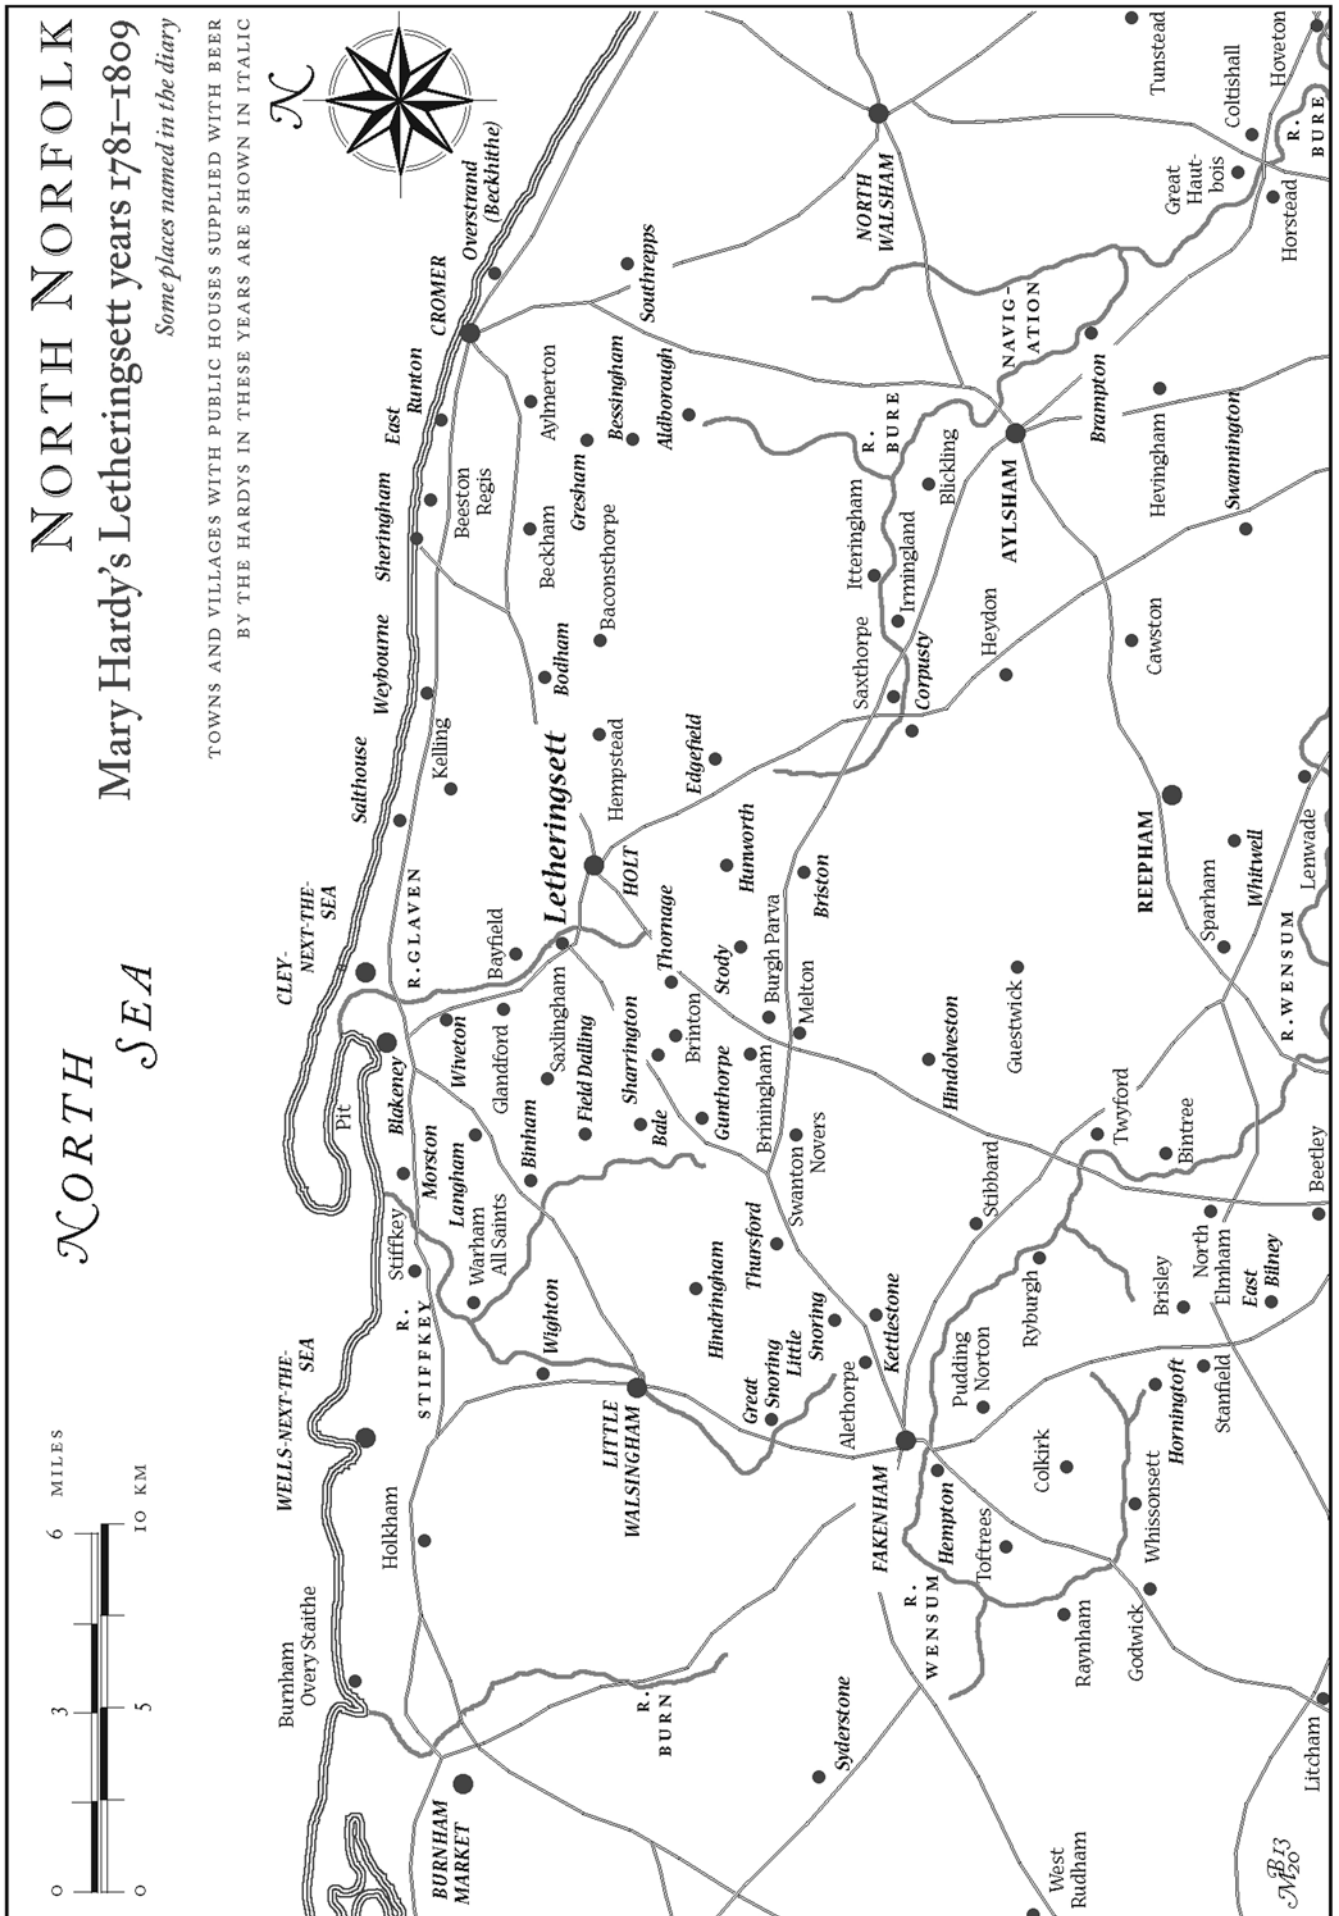 NORTH NORFOLK
Mary Hardy's Letheringsett years 1781–1809
Some places named in the diary
TOWNS AND VILLAGES WITH PUBLIC HOUSES SUPPLIED WITH BEER
BY THE HARDYS IN THESE YEARS ARE SHOWN IN ITALIC
N
0
3
6
MILES
0
5
10 KM
NORTH
SEA
Burnham
Overy Staithe
WELLS-NEXT-THE-
SEA
Pit
CLEY-
NEXT-THE-
SEA
Salthouse
Weybourne
Sheringham
East
Runton
CROMER
Overstrand
(Beckhithe)
BURNHAM
MARKET
Holkham
R.
STIFFKEY
Stiffkey
Morston
Blakeney
R. GLAVEN
Kelling
Beeston
Regis
Warham
All Saints
Langham
Wiveton
Glandford
Bayfield
Letheringsett
Bodham
Beckham
Aylmerton
Wighton
Binham
Field Dalling
Saxlingham
HOLT
Hempstead
Baconsthorpe
Gresham
Bessingham
Southrepps
R.
BURN
LITTLE
WALSINGHAM
Bale
Sharrington
Brinton
Thornage
Edgefield
Aldborough
Hindringham
Gunthorpe
Stody
Hunworth
Great
Snoring
Little
Snoring
Thursford
Briningham
Burgh Parva
Melton
Briston
Swanton
Novers
Syderstone
Alethorpe
Kettlestone
Saxthorpe
Corpusty
Itteringham
Irmingland
R.
BURE
Blickling
NORTH
WALSHAM
FAKENHAM
Hempton
R.
WENSUM
Toftrees
Pudding
Norton
Stibbard
Hindolveston
Guestwick
Heydon
AYLSHAM
NAVIG-
ATION
West
Rudham
Raynham
Colkirk
Ryburgh
Twyford
Bintree
REEPHAM
Cawston
Hevingham
Brampton
Tunstead
Godwick
Whissonsett
Horningtoft
Stanfield
Brisley
North
Elmham
East
Bilney
Sparham
Whitwell
Swannington
Great
Haut-
bois
Coltishall
Horstead
Hoveton
R.
BURE
Litcham
Beetley
R. WENSUM
Lenwade
MB
2013